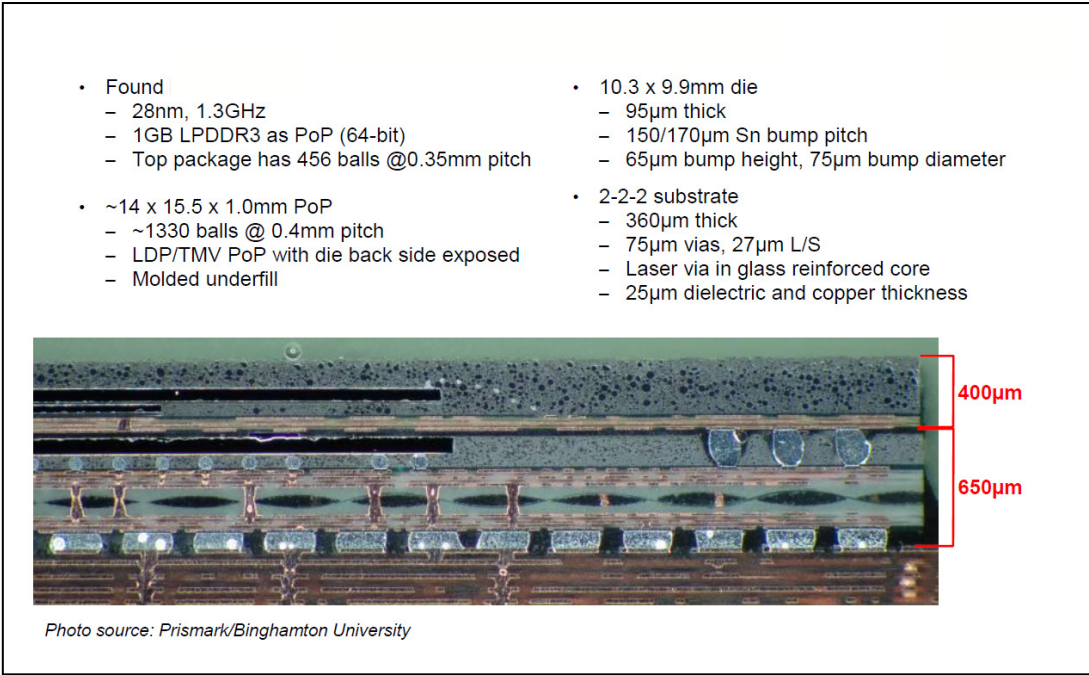 • Found
– 28nm, 1.3GHz
– 1GB LPDDR3 as PoP (64-bit)
– Top package has 456 balls @0.35mm pitch
• ~14 x 15.5 x 1.0mm PoP
– ~1330 balls @ 0.4mm pitch
– LDP/TMV PoP with die back side exposed
– Molded underfill
• 10.3 x 9.9mm die
– 95µm thick
– 150/170µm Sn bump pitch
– 65µm bump height, 75µm bump diameter
• 2-2-2 substrate
– 360µm thick
– 75µm vias, 27µm L/S
– Laser via in glass reinforced core
– 25µm dielectric and copper thickness
400µm
650µm
Photo source: Prismark/Binghamton University